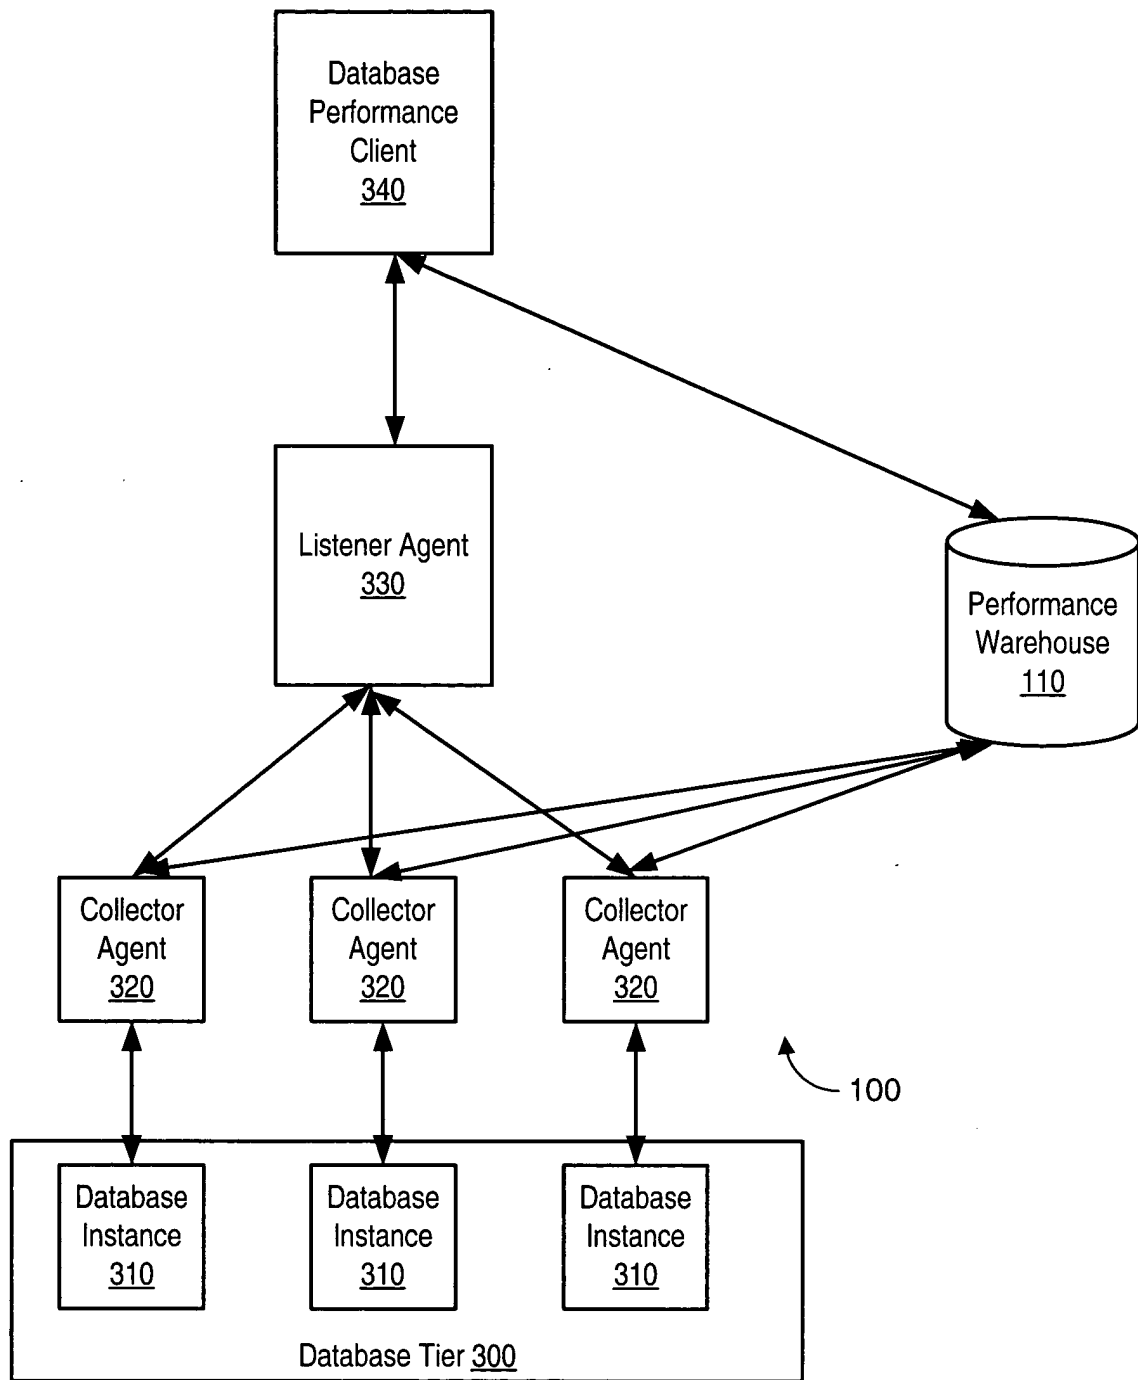 Database
Performance
Client
340
Listener Agent
330
Performance
Warehouse
110
Collector
Agent
320
Collector
Agent
320
Collector
Agent
320
100
Database
Instance
310
Database
Instance
310
Database
Instance
310
Database Tier 300